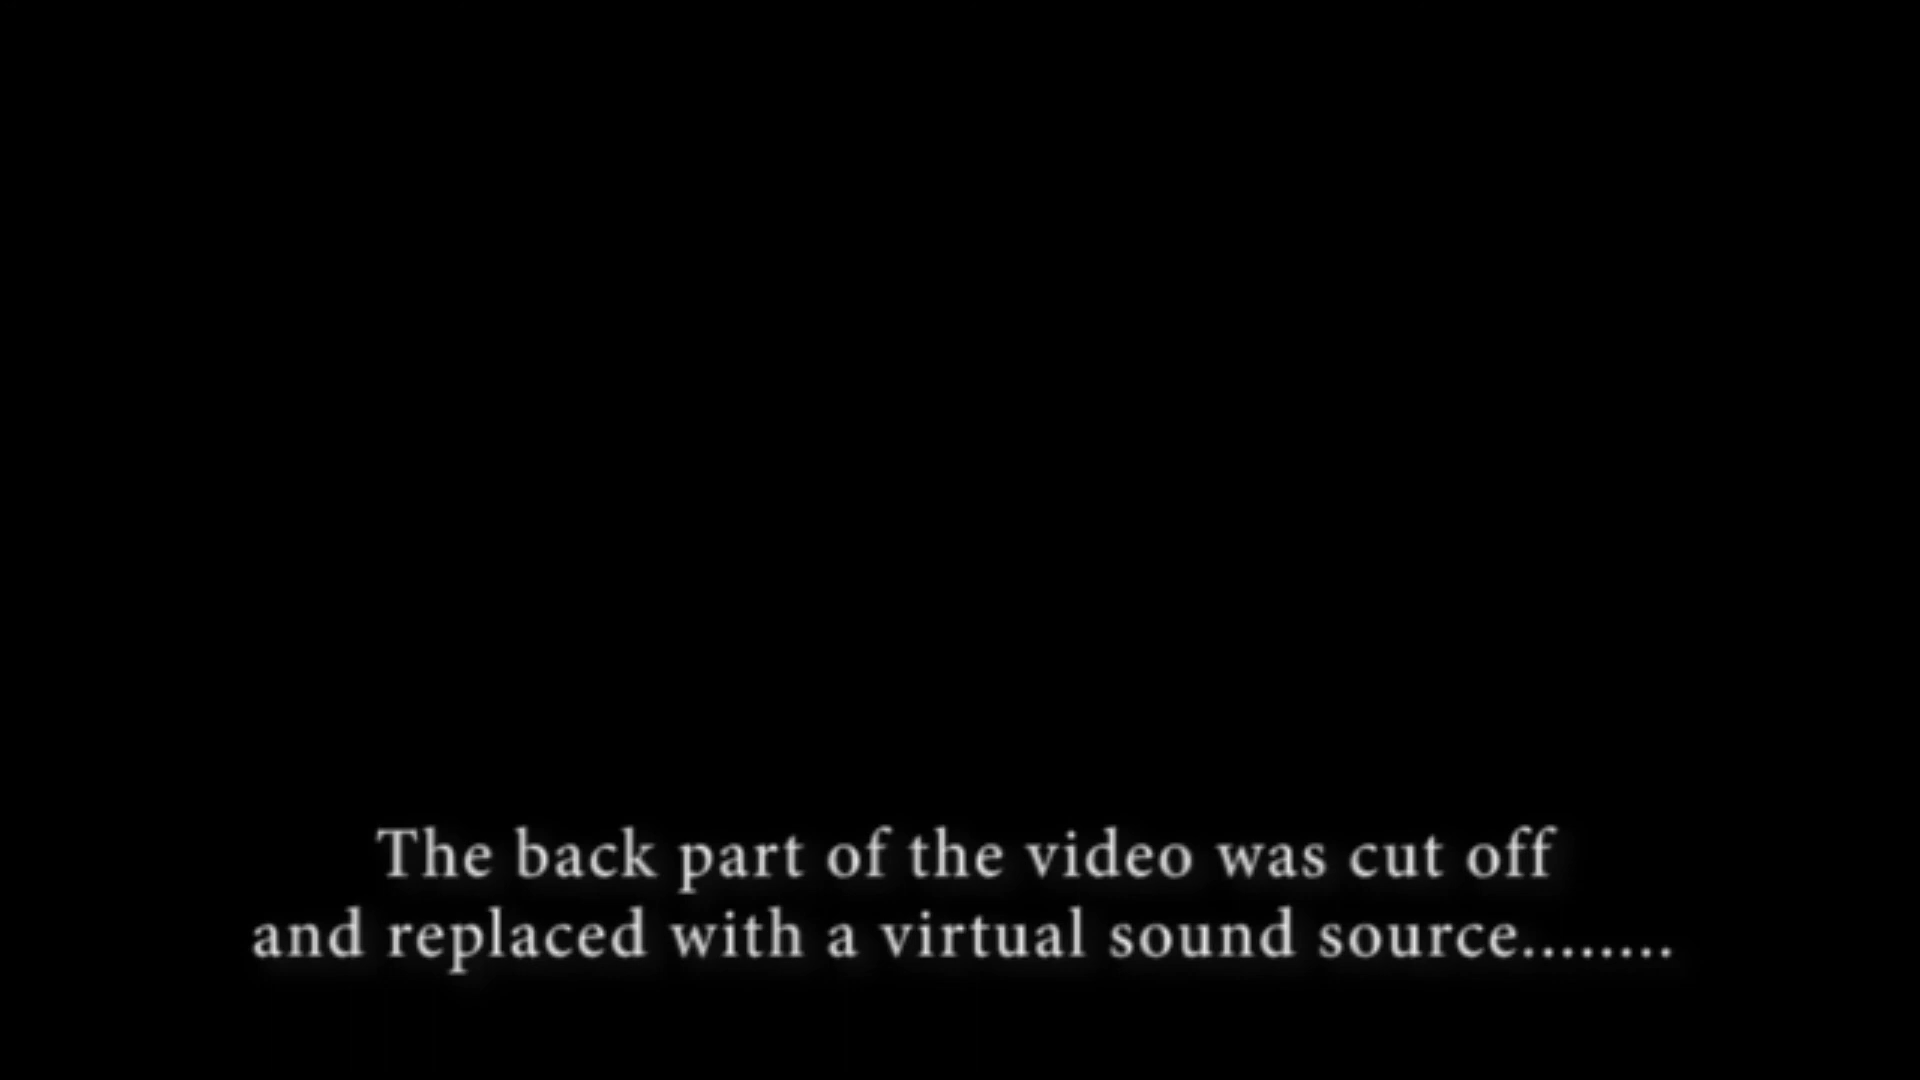 The back part of the video was cut off
and replaced with a virtual sound source........